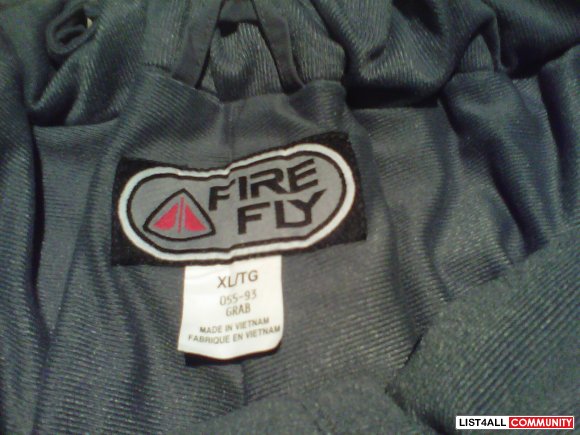 FIRE
FLY
XL/TG
055-93
GRAB
MADE IN VIETNAM
FABRIQUE EN VIETNAM
LIST4ALL COMMUNITY